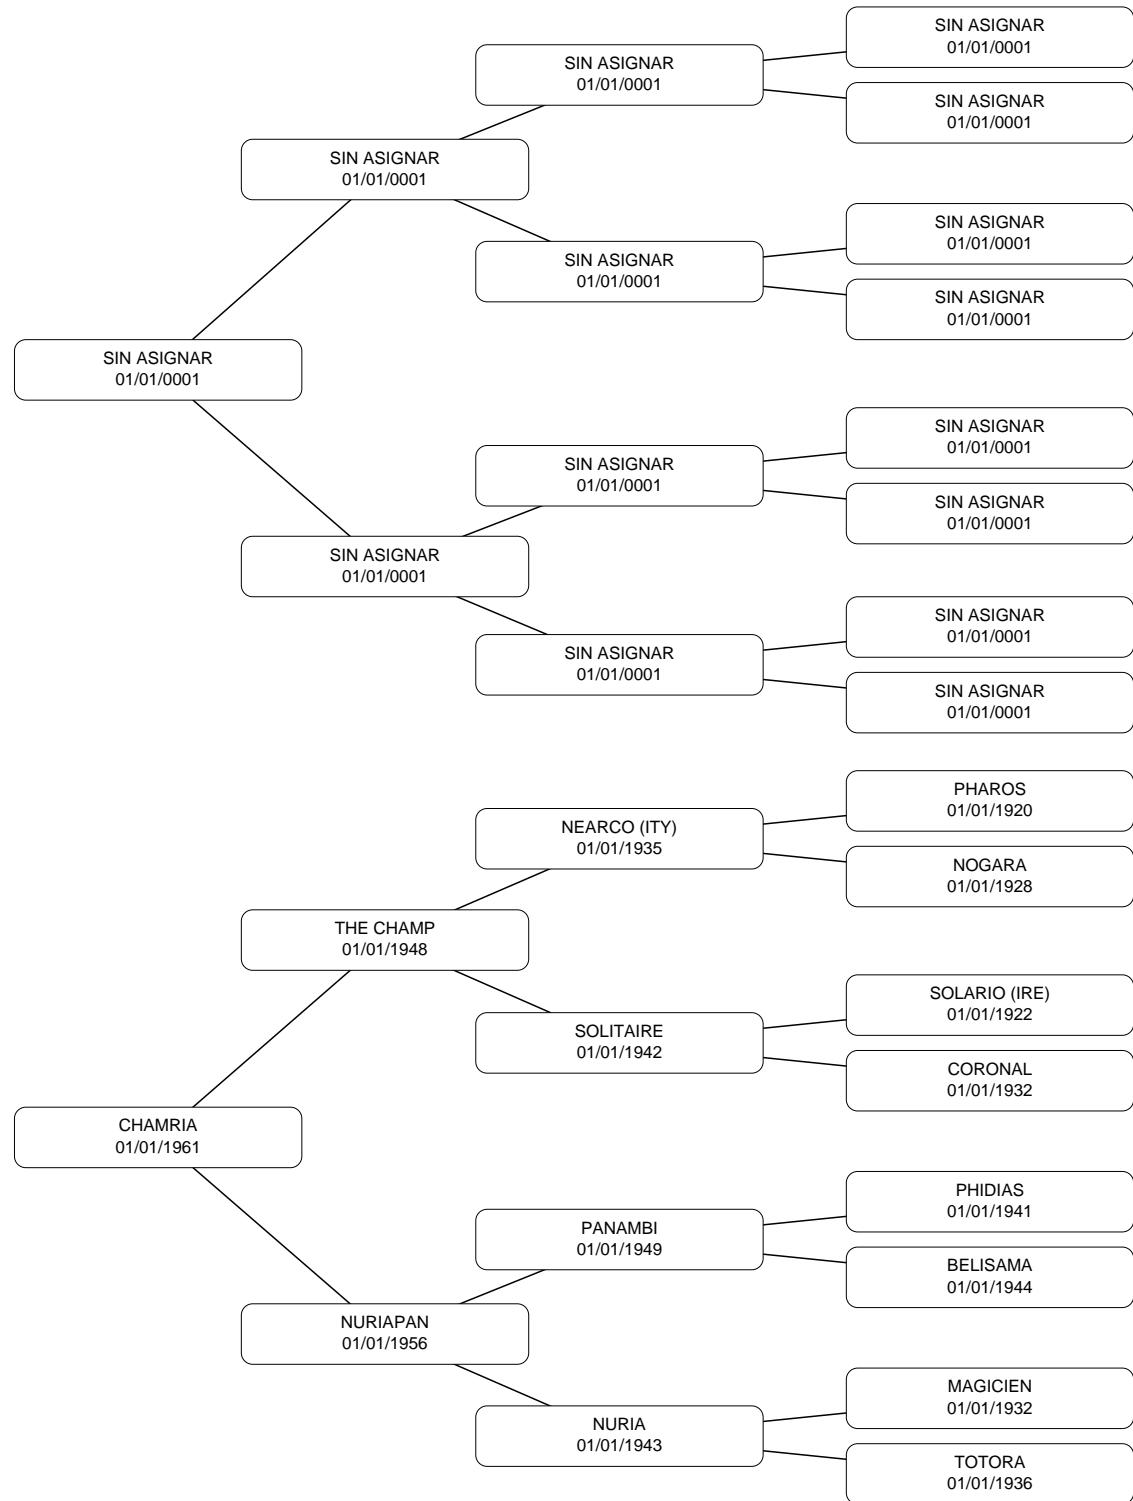 SIN ASIGNAR
01/01/0001
SIN ASIGNAR
01/01/0001
SIN ASIGNAR
01/01/0001
SIN ASIGNAR
01/01/0001
SIN ASIGNAR
01/01/0001
SIN ASIGNAR
01/01/0001
SIN ASIGNAR
01/01/0001
SIN ASIGNAR
01/01/0001
SIN ASIGNAR
01/01/0001
SIN ASIGNAR
01/01/0001
SIN ASIGNAR
01/01/0001
SIN ASIGNAR
01/01/0001
SIN ASIGNAR
01/01/0001
SIN ASIGNAR
01/01/0001
SIN ASIGNAR
01/01/0001
PHAROS
01/01/1920
NEARCO (ITY)
01/01/1935
NOGARA
01/01/1928
THE CHAMP
01/01/1948
SOLARIO (IRE)
01/01/1922
SOLITAIRE
01/01/1942
CORONAL
01/01/1932
CHAMRIA
01/01/1961
PHIDIAS
01/01/1941
PANAMBI
01/01/1949
BELISAMA
01/01/1944
NURIAPAN
01/01/1956
MAGICIEN
01/01/1932
NURIA
01/01/1943
TOTORA
01/01/1936